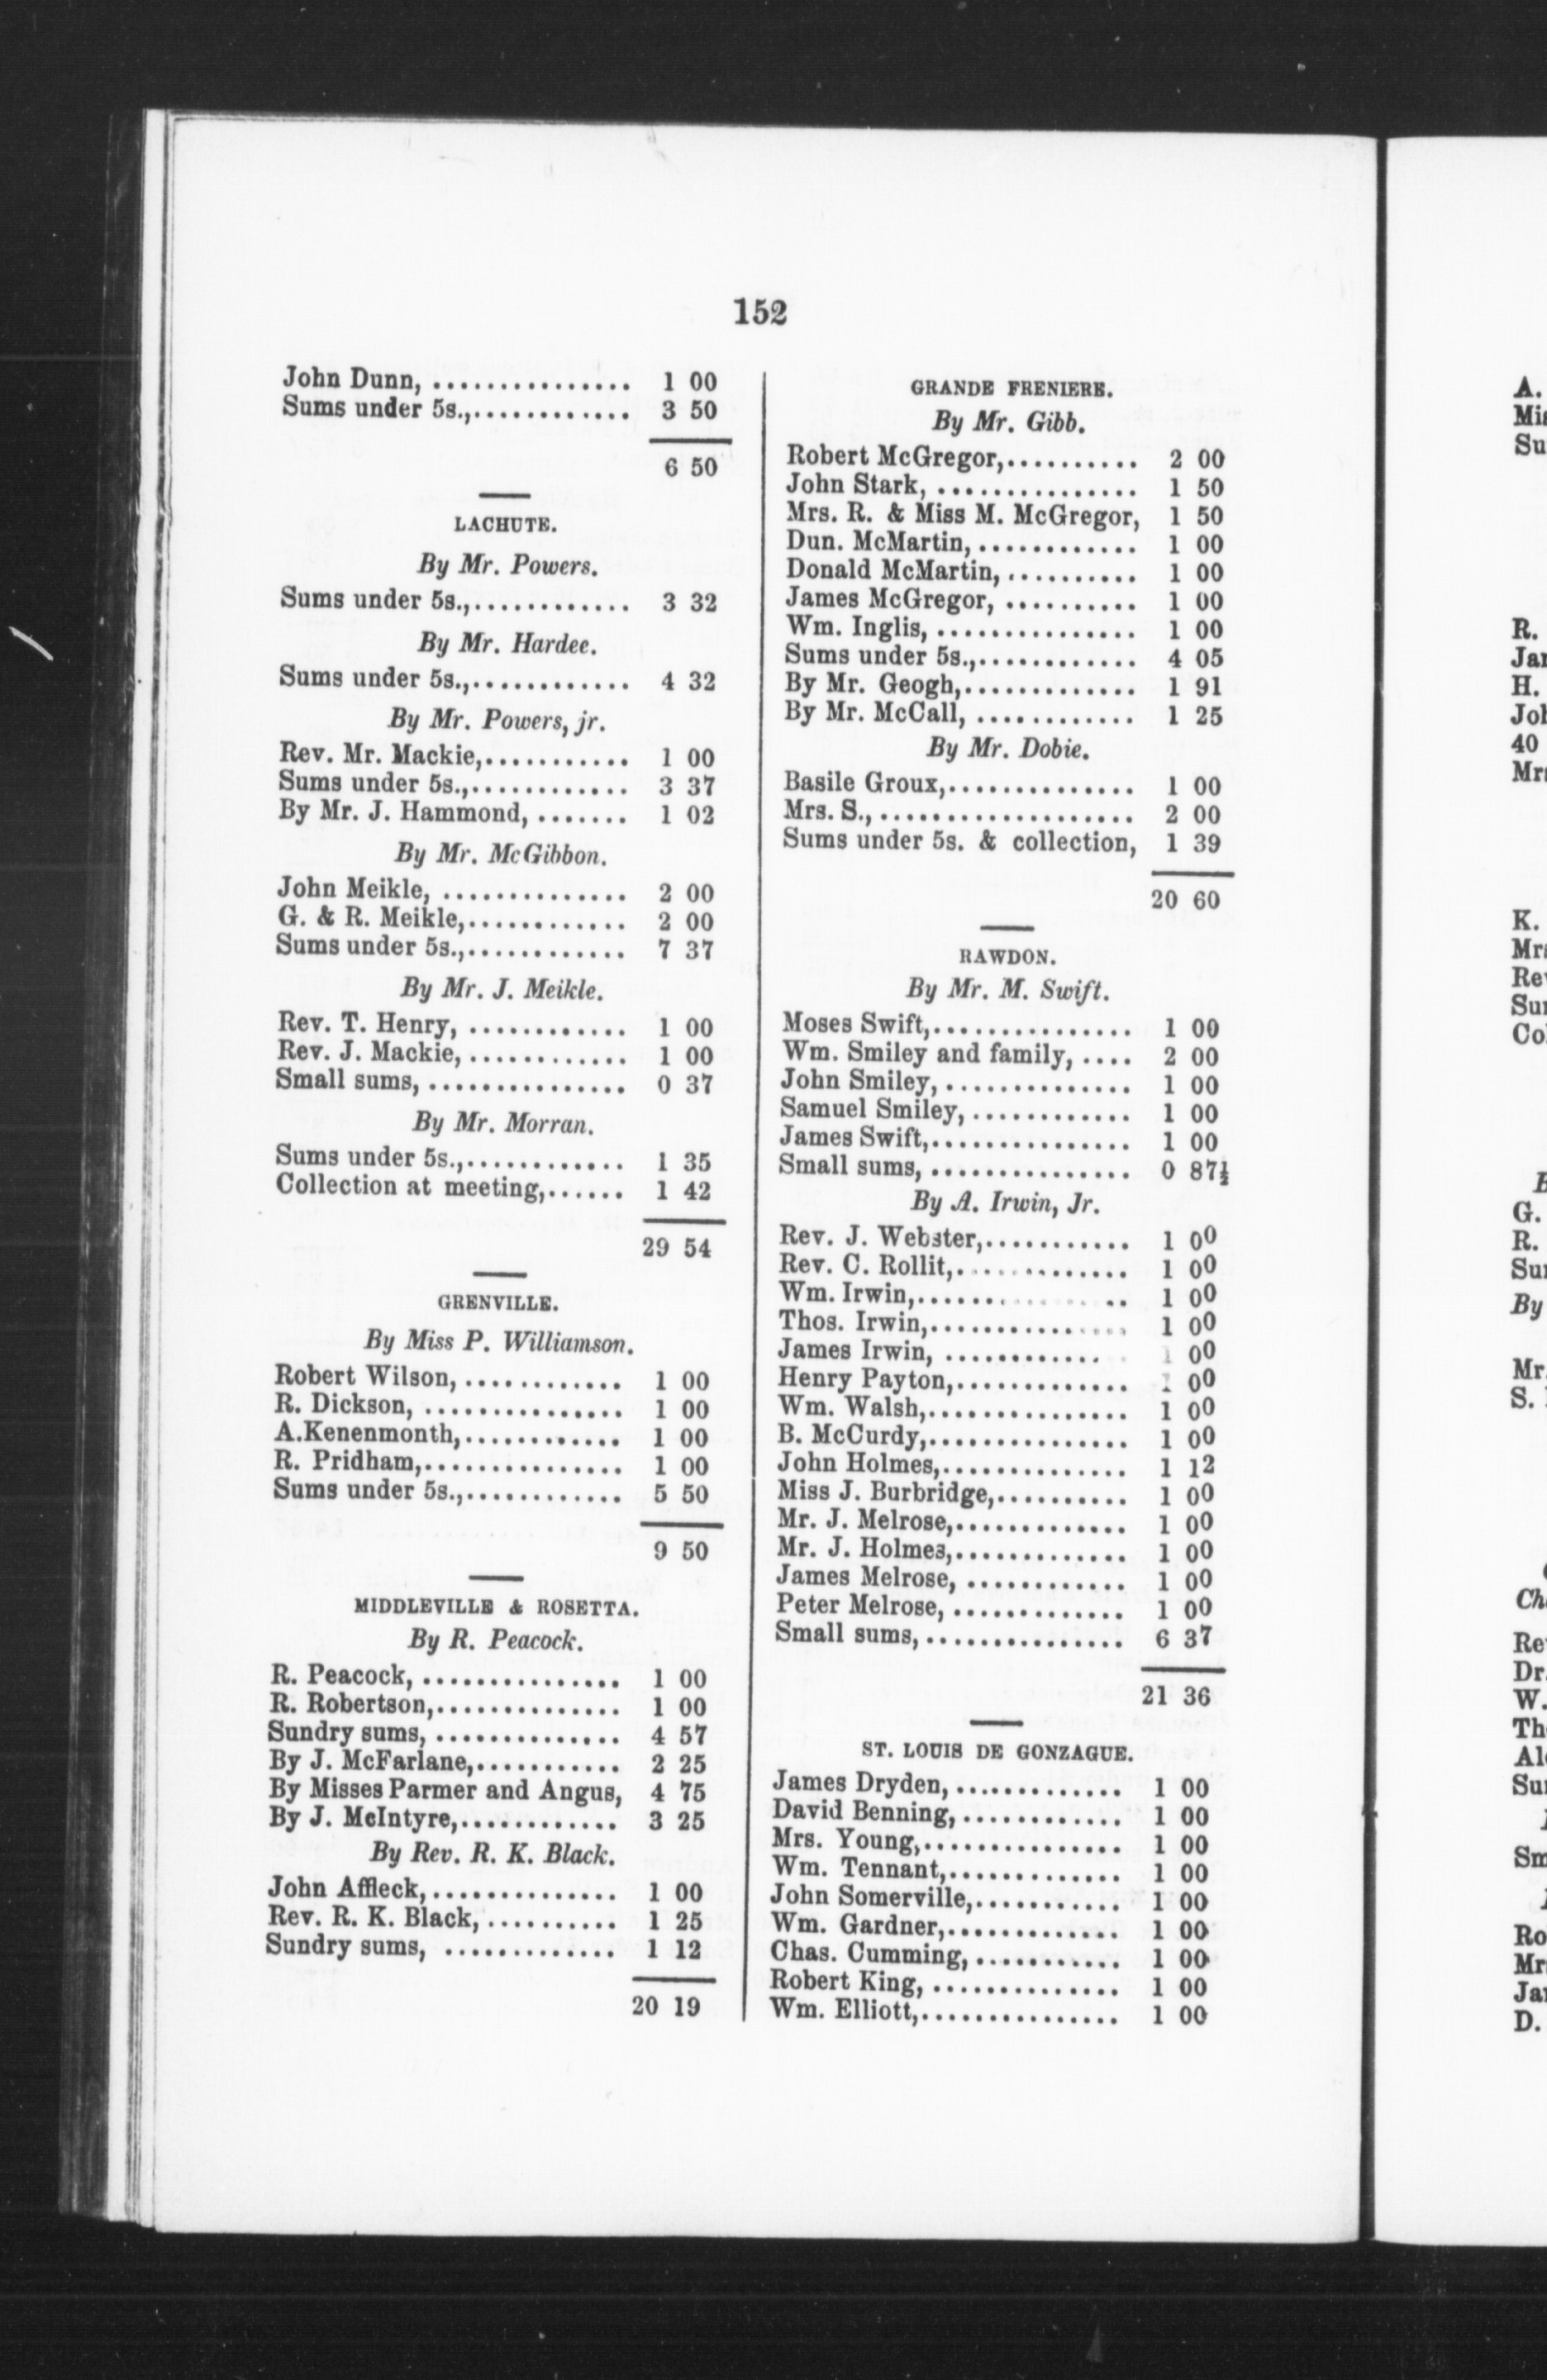 152
John Dunn, ............... 1 00
Sums under 5s.,............ 3 50
6 50
LACHUTE.
By Mr. Powers.
Sums under 5s.,............ 3 32
By Mr. Hardee.
Sums under 5s.,............ 4 32
By Mr. Powers, jr.
Rev. Mr. Mackie,........... 1 00
Sums under 5s.,............ 3 37
By Mr. J. Hammond, ....... 1 02
By Mr. McGibbon.
John Meikle, .............. 2 00
G. & R. Meikle,............ 2 00
Sums under 5s.,............ 7 37
By Mr. J. Meikle.
Rev. T. Henry, ............ 1 00
Rev. J. Mackie, ............ 1 00
Small sums, ............... 0 37
By Mr. Morran.
Sums under 5s.,............ 1 35
Collection at meeting,...... 1 42
29 54
GRENVILLE.
By Miss P. Williamson.
Robert Wilson, ............ 1 00
R. Dickson, ............... 1 00
A.Kenenmonth,............ 1 00
R. Pridham,............... 1 00
Sums under 5s.,............ 5 50
9 50
MIDDLEVILLE & ROSETTA.
By R. Peacock.
R. Peacock, ............... 1 00
R. Robertson,.............. 1 00
Sundry sums, .............. 4 57
By J. McFarlane,........... 2 25
By Misses Parmer and Angus, 4 75
By J. McIntyre,............ 3 25
By Rev. R. K. Black.
John Affleck,.............. 1 00
Rev. R. K. Black, .......... 1 25
Sundry sums, ............. 1 12
20 19
GRANDE FRENIERE.
By Mr. Gibb.
Robert McGregor,.......... 2 00
John Stark, ............... 1 50
Mrs. R. & Miss M. McGregor, 1 50
Dun. McMartin, ............ 1 00
Donald McMartin, .......... 1 00
James McGregor, .......... 1 00
Wm. Inglis, ............... 1 00
Sums under 5s.,............ 4 05
By Mr. Geogh,............. 1 91
By Mr. McCall, ............ 1 25
By Mr. Dobie.
Basile Groux,.............. 1 00
Mrs. S., ................... 2 00
Sums under 5s. & collection, 1 39
20 60
RAWDON.
By Mr. M. Swift.
Moses Swift,............... 1 00
Wm. Smiley and family, .... 2 00
John Smiley, .............. 1 00
Samuel Smiley, ............ 1 00
James Swift,............... 1 00
Small sums, ............... 0 87½
By A. Irwin, Jr.
Rev. J. Webster,........... 1 00
Rev. C. Rollit,............. 1 00
Wm. Irwin,................ 1 00
Thos. Irwin,............... 1 00
James Irwin, ............. 1 00
Henry Payton,............. 1 00
Wm. Walsh,............... 1 00
B. McCurdy,............... 1 00
John Holmes,.............. 1 12
Miss J. Burbridge,.......... 1 00
Mr. J. Melrose,............. 1 00
Mr. J. Holmes,............. 1 00
James Melrose, ............ 1 00
Peter Melrose, ............. 1 00
Small sums, ............... 6 37
21 36
ST. LOUIS DE GONZAGUE.
James Dryden, ............. 1 00
David Benning, ............ 1 00
Mrs. Young,............... 1 00
Wm. Tennant,............. 1 00
John Somerville,........... 1 00
Wm. Gardner,............. 1 00
Chas. Cumming, ........... 1 00
Robert King, .............. 1 00
Wm. Elliott,............... 1 00
A.
R.
H.
40
K.
G.
R.
By
Mr.
S.
W.
D.